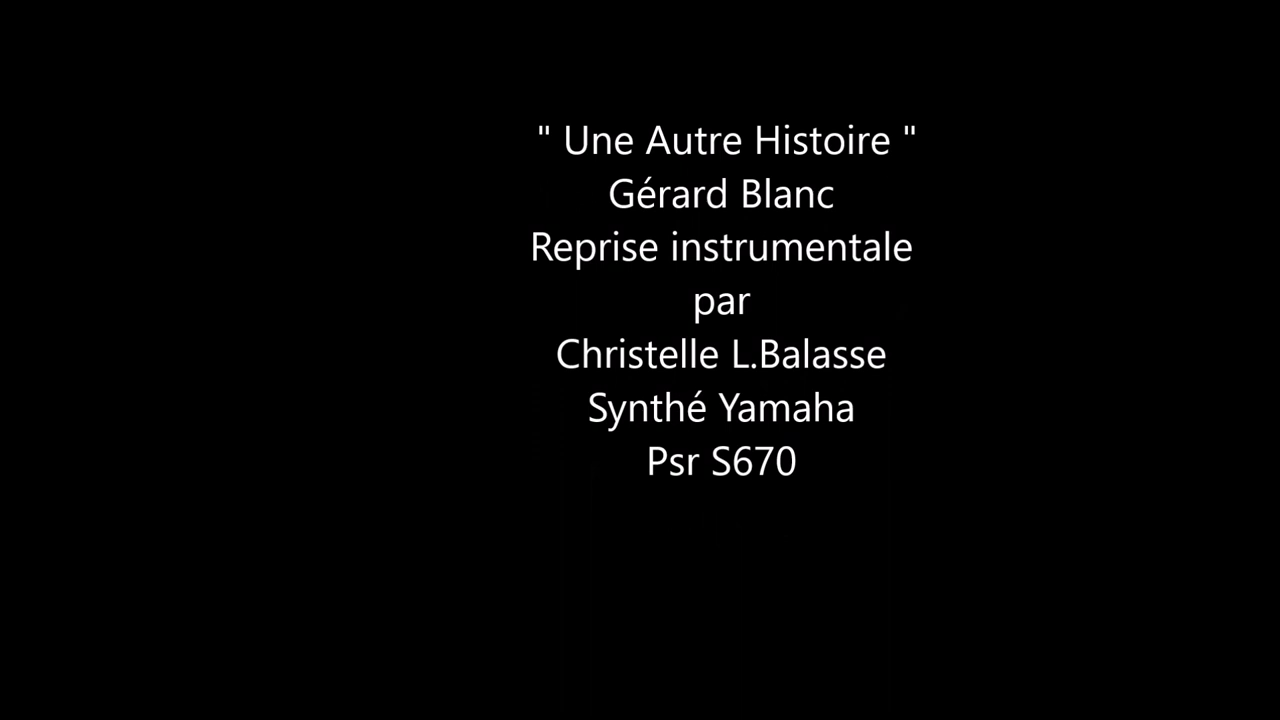 " Une Autre Histoire "
Gérard Blanc
Reprise instrumentale
par
Christelle L.Balasse
Synthé Yamaha
Psr S670